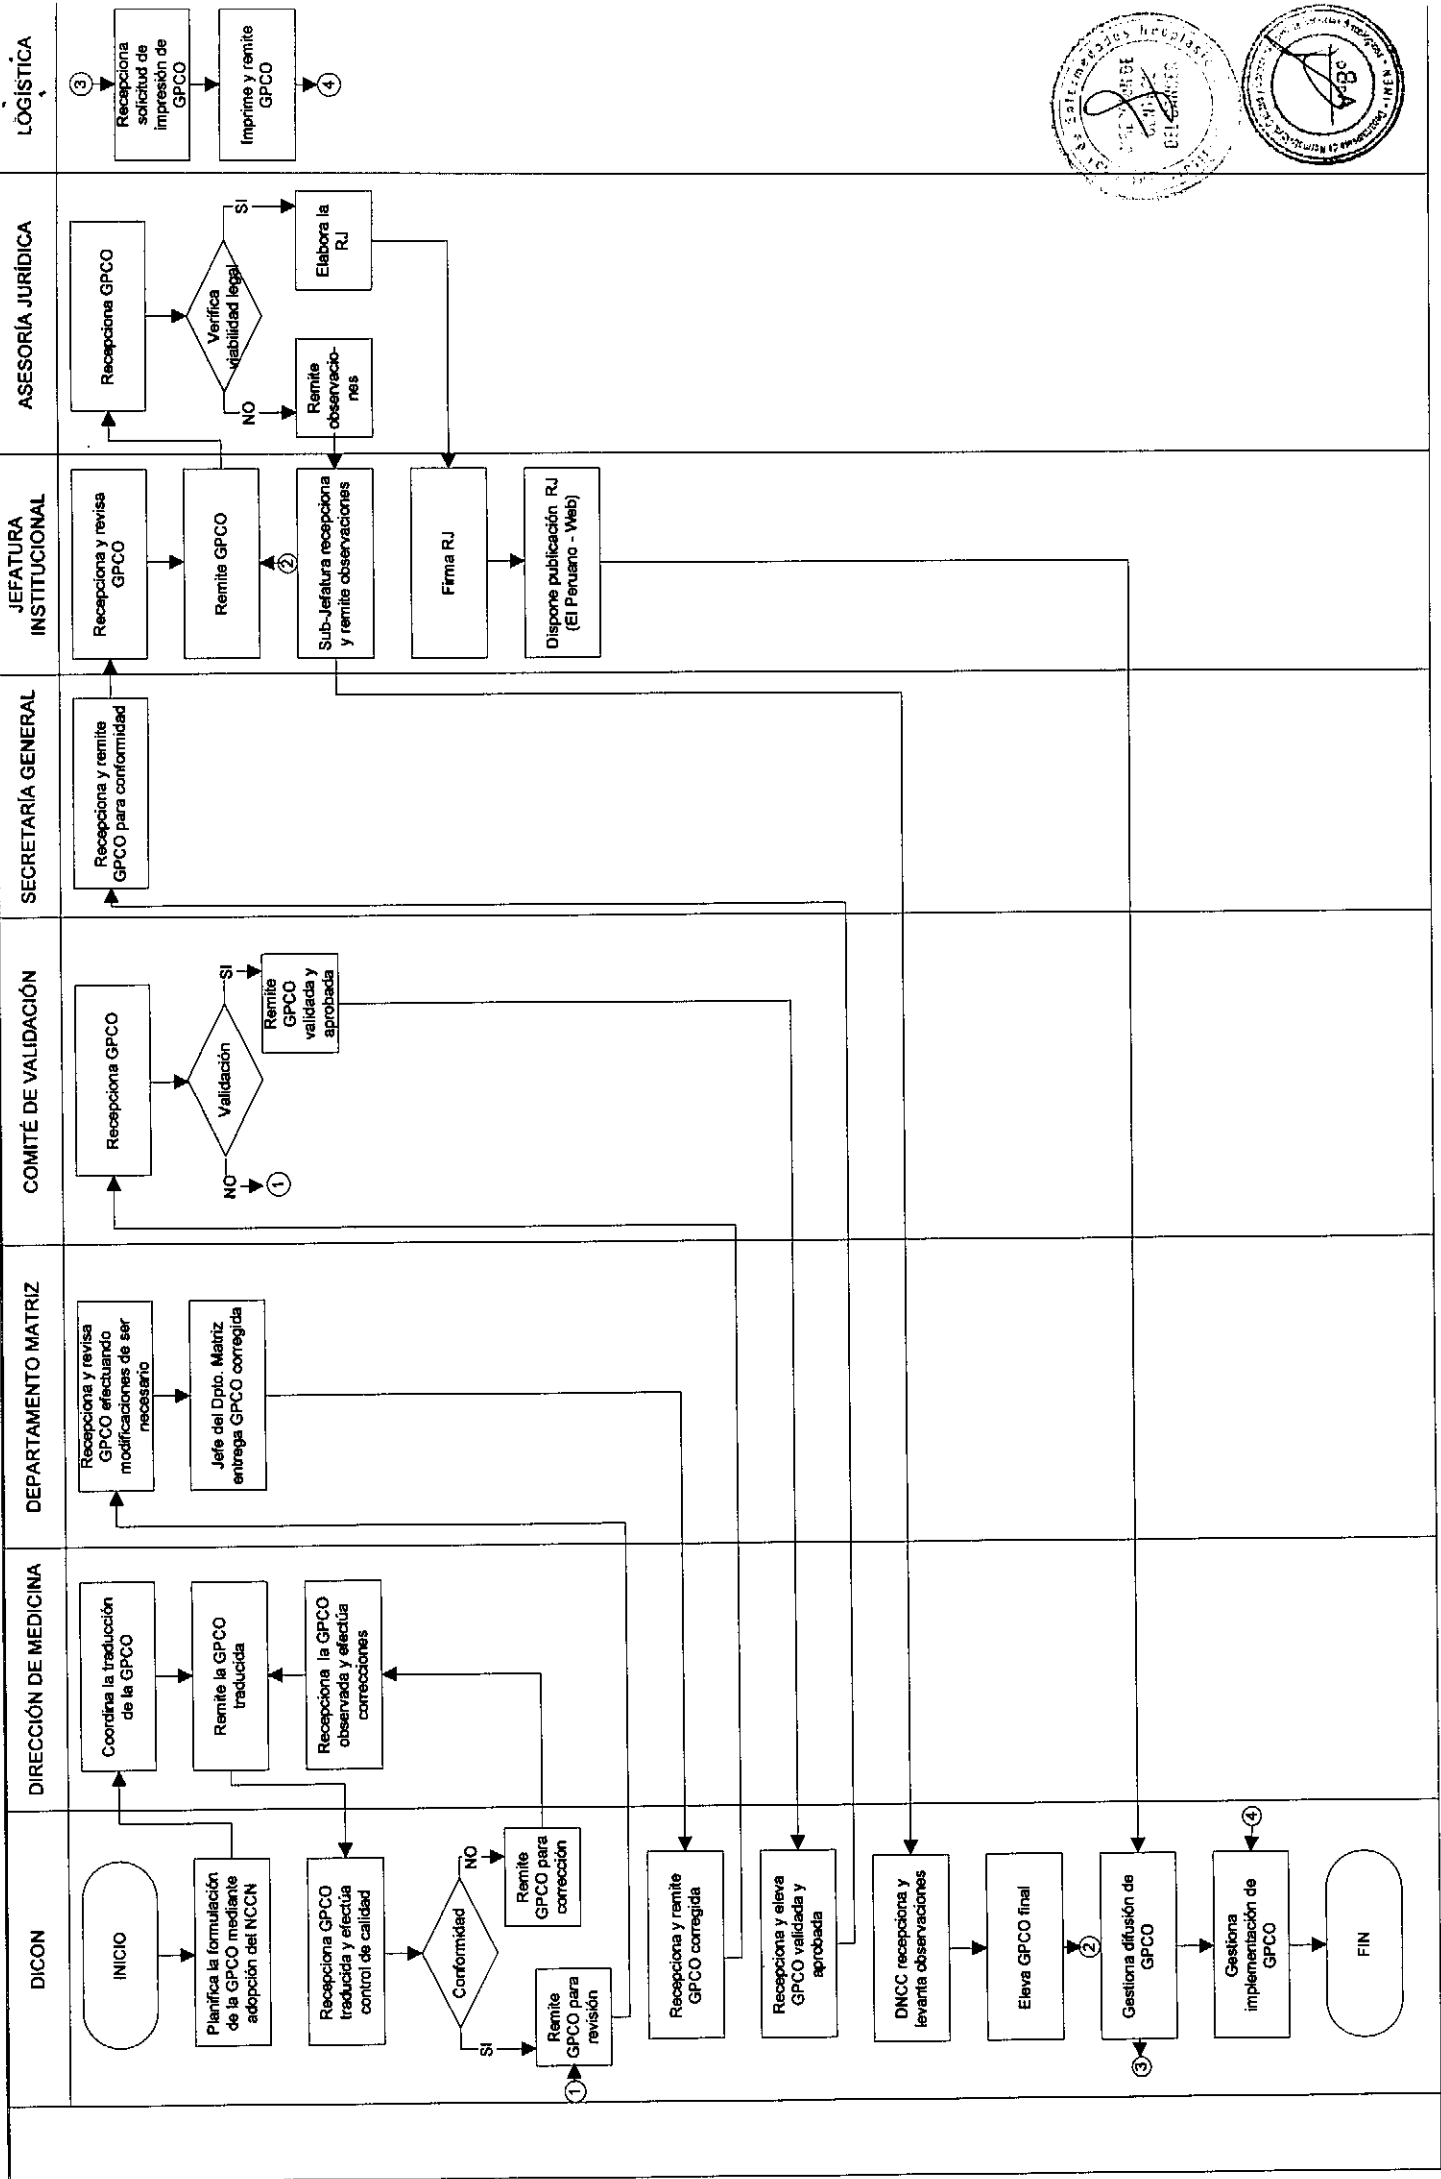 DICON
DIRECCIÓN DE MEDICINA
DEPARTAMENTO MATRIZ
COMITÉ DE VALIDACIÓN
SECRETARÍA GENERAL
JEFATURA
INSTITUCIONAL
ASESORÍA JURÍDICA
LOGÍSTICA
INICIO
Planifica la formulación
de la GPCO mediante
adopción del NCCN
Recepciona GPCO
traducida y efectúa
control de calidad
Conformidad
SI
NO
Remite
GPCO para
corrección
1
Remite
GPCO para
revisión
Recepciona y remite
GPCO corregida
Recepciona y eleva
GPCO validada y
aprobada
DNCC recepciona y
levanta observaciones
Eleva GPCO final
2
Gestiona difusión de
GPCO
3
4
Gestiona
implementación de
GPCO
FIN
Coordina la traducción
de la GPCO
Remite la GPCO
traducida
Recepciona la GPCO
observada y efectúa
correcciones
Recepciona y revisa
GPCO efectuando
modificaciones de ser
necesario
Jefe del Dpto. Matriz
entrega GPCO corregida
Recepciona GPCO
Validación
NO
1
SI
Remite
GPCO
validada y
aprobada
Recepciona y remite
GPCO para conformidad
Recepciona y revisa
GPCO
Remite GPCO
2
Sub-Jefatura recepciona
y remite observaciones
Firma RJ
Dispone publicación RJ
(El Peruano - Web)
Recepciona GPCO
Verifica
viabilidad legal
NO
SI
Remite
observacio-
nes
Elabora la
RJ
3
Recepciona
solicitud de
impresión de
GPCO
Imprime y remite
GPCO
4
DEL CANCER